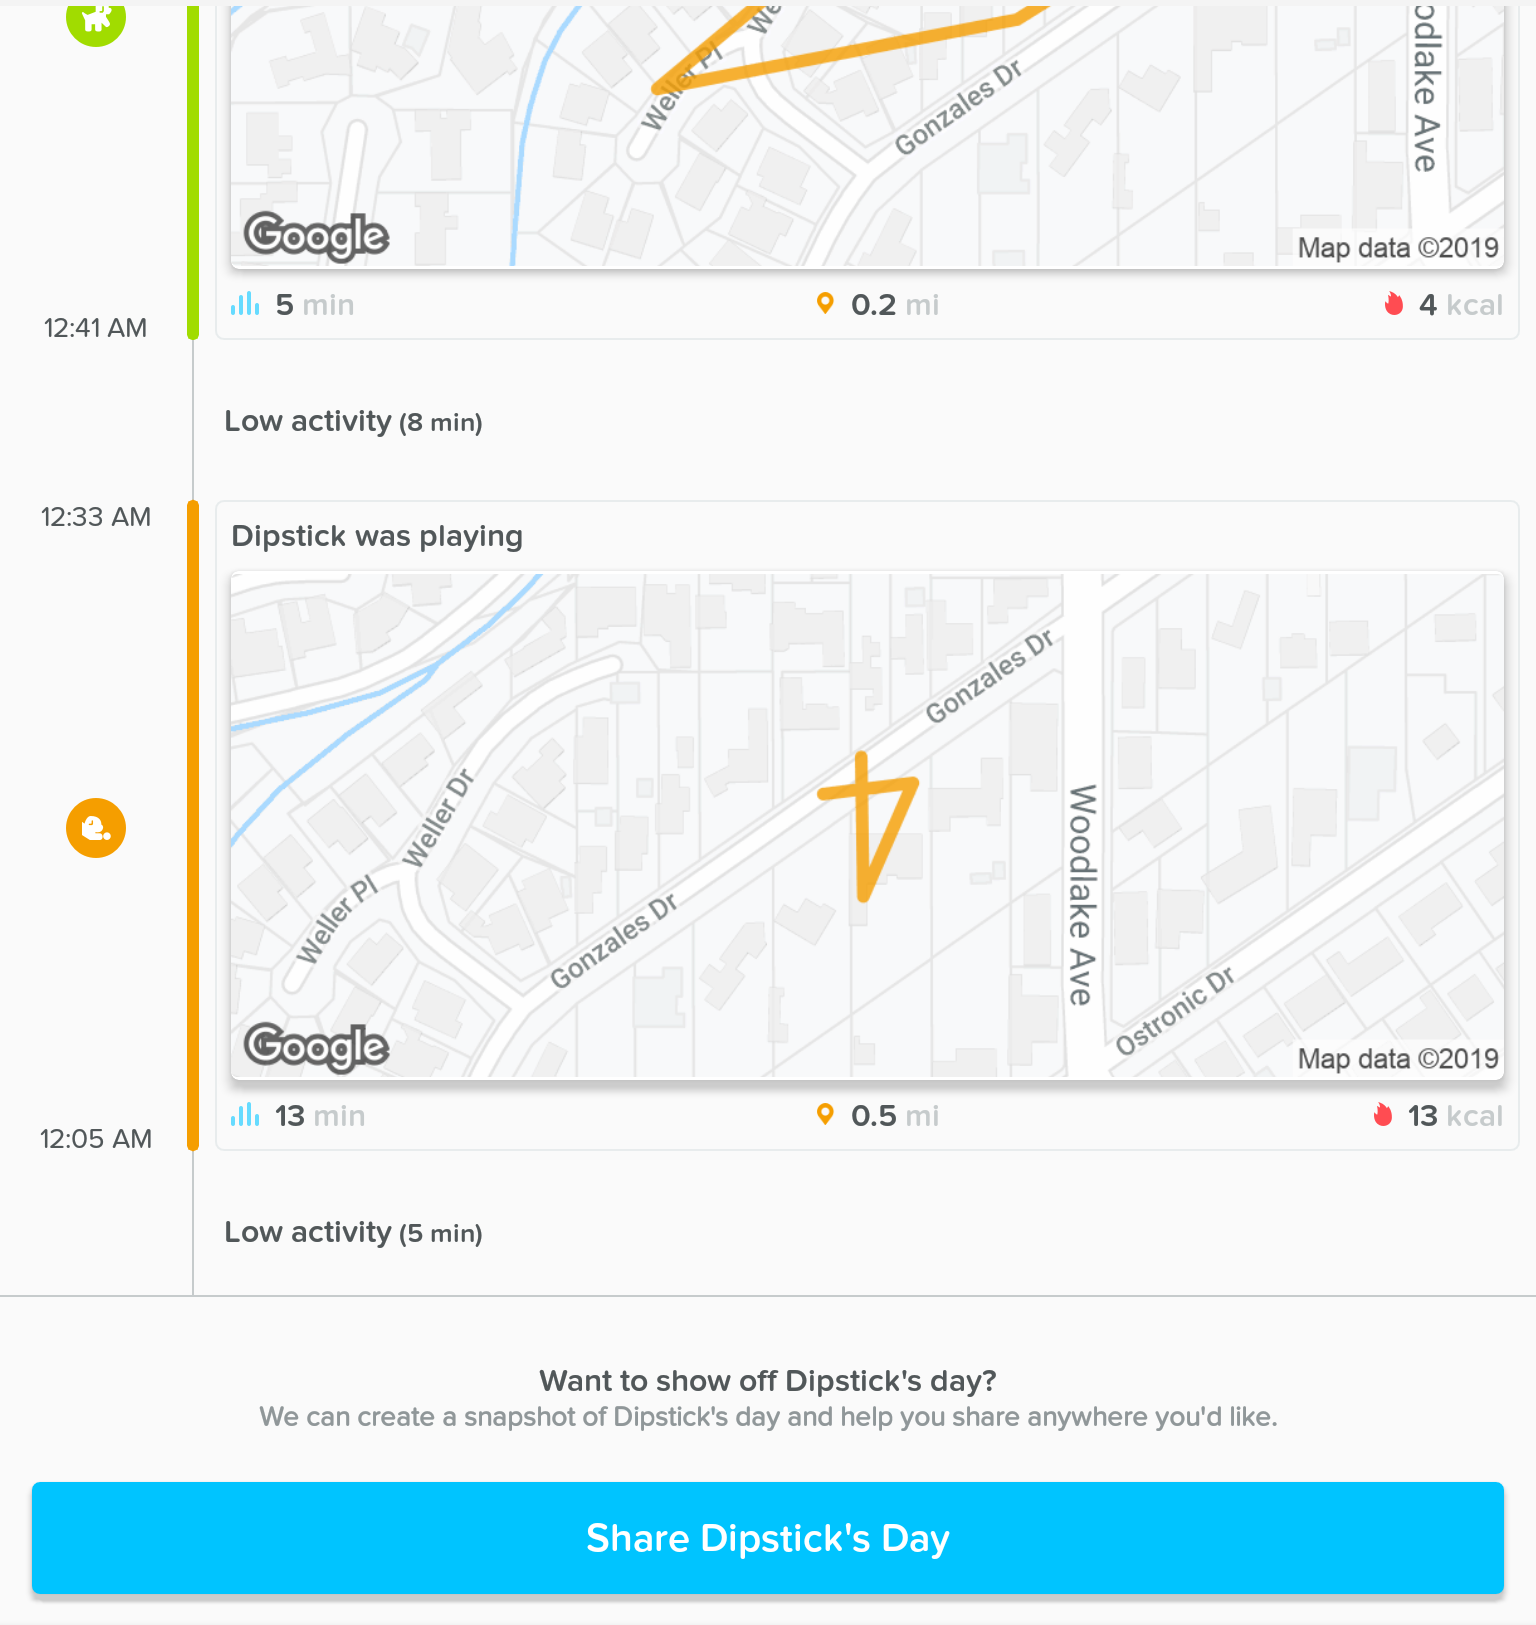 We
Weller Pl
Gonzales Dr
odlake Ave
Google
Map data ©2019
5 min
0.2 mi
4 kcal
12:41 AM
Low activity (8 min)
12:33 AM
Dipstick was playing
Gonzales Dr
Weller Dr
Woodlake Ave
Weller Pl
Gonzales Dr
Ostronic Dr
Google
Map data ©2019
13 min
0.5 mi
13 kcal
12:05 AM
Low activity (5 min)
Want to show off Dipstick's day?
We can create a snapshot of Dipstick's day and help you share anywhere you'd like.
Share Dipstick's Day